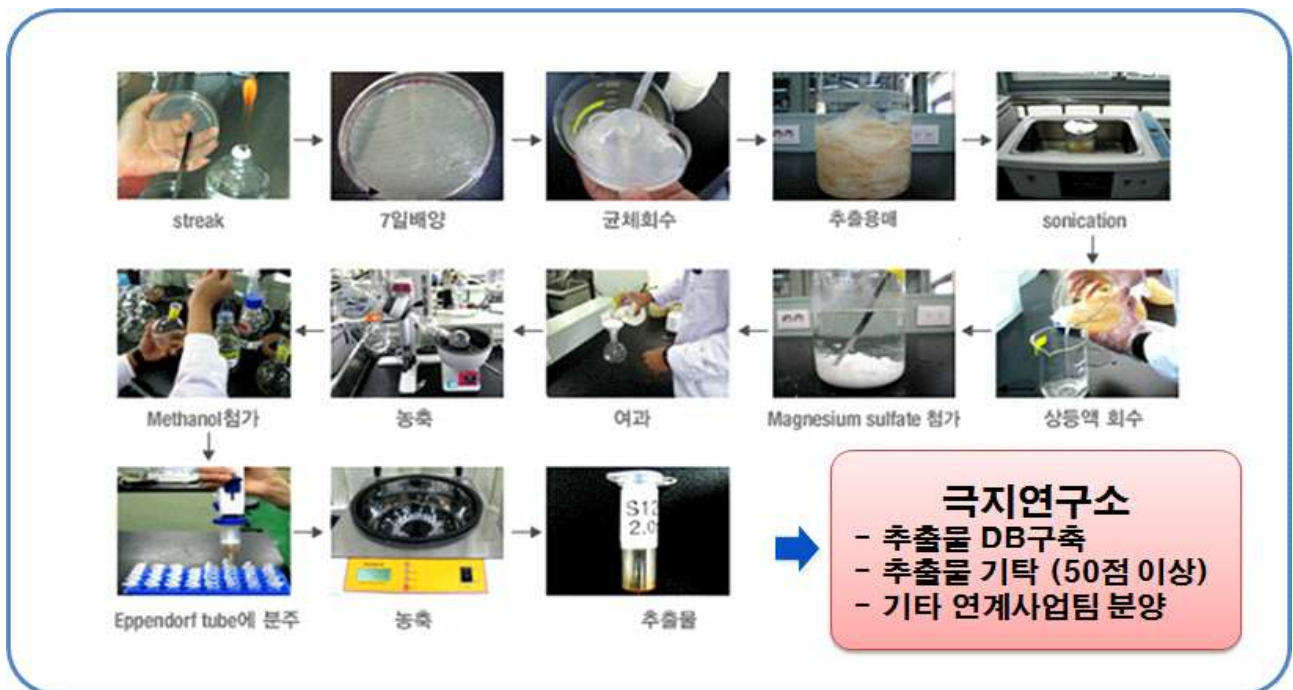 streak
7일배양
균체회수
추출용매
sonication
상등액 회수
Magnesium sulfate 첨가
여과
농축
Methanol첨가
Eppendorf tube에 분주
농축
추출물
S12
2.0
극지연구소
- 추출물 DB구축
- 추출물 기탁 (50점 이상)
- 기타 연계사업팀 분양